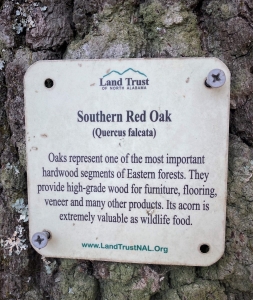 Land Trust
OF NORTH ALABAMA
Southern Red Oak
(Quercus falcata)
Oaks represent one of the most important
hardwood segments of Eastern forests. They
provide high-grade wood for furniture, flooring,
veneer and many other products. Its acorn is
extremely valuable as wildlife food.
www.LandTrustNAL.Org